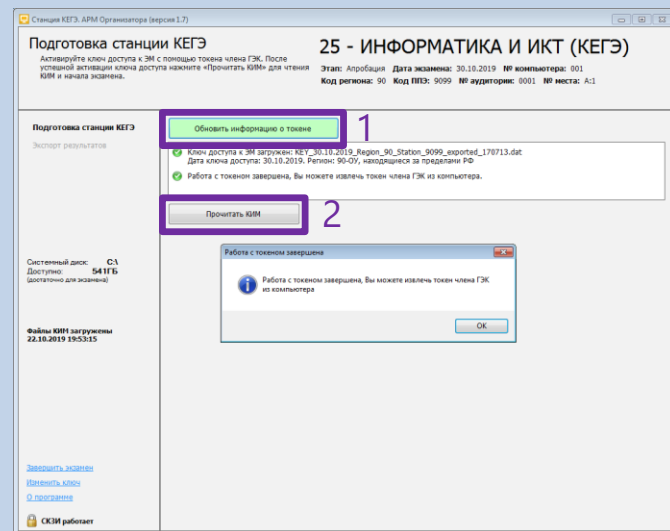 Станция КЕГЭ. АРМ Организатора (версия 1.7)
Подготовка станции КЕГЭ
Активируйте ключ доступа к ЭМ с помощью токена члена ГЭК. После
успешной активации ключа доступа нажмите «Прочитать КИМ» для чтения
КИМ и начала экзамена.
25 - ИНФОРМАТИКА И ИКТ (КЕГЭ)
Этап: Апробация Дата экзамена: 30.10.2019 № компьютера: 001
Код региона: 90 Код ППЭ: 9099 № аудитории: 0001 № места: А:1
Подготовка станции КЕГЭ
Экспорт результатов
Обновить информацию о токене
1
Ключ доступа к ЭМ загружен: KEY_30.10.2019_Region_90_Station_9099_exported_170713.dat
Дата ключа доступа: 30.10.2019. Регион: 90-ОУ, находящиеся за пределами РФ
Работа с токеном завершена, Вы можете извлечь токен члена ГЭК из компьютера.
Прочитать КИМ
2
Работа с токеном завершена
Работа с токеном завершена, Вы можете извлечь токен члена ГЭК
из компьютера
OK
Системный диск: C:\
Доступно: 541ГБ
(достаточно для экзамена)
Файлы КИМ загружены
22.10.2019 19:53:15
Завершить экзамен
Изменить ключ
О программе
СКЗИ работает